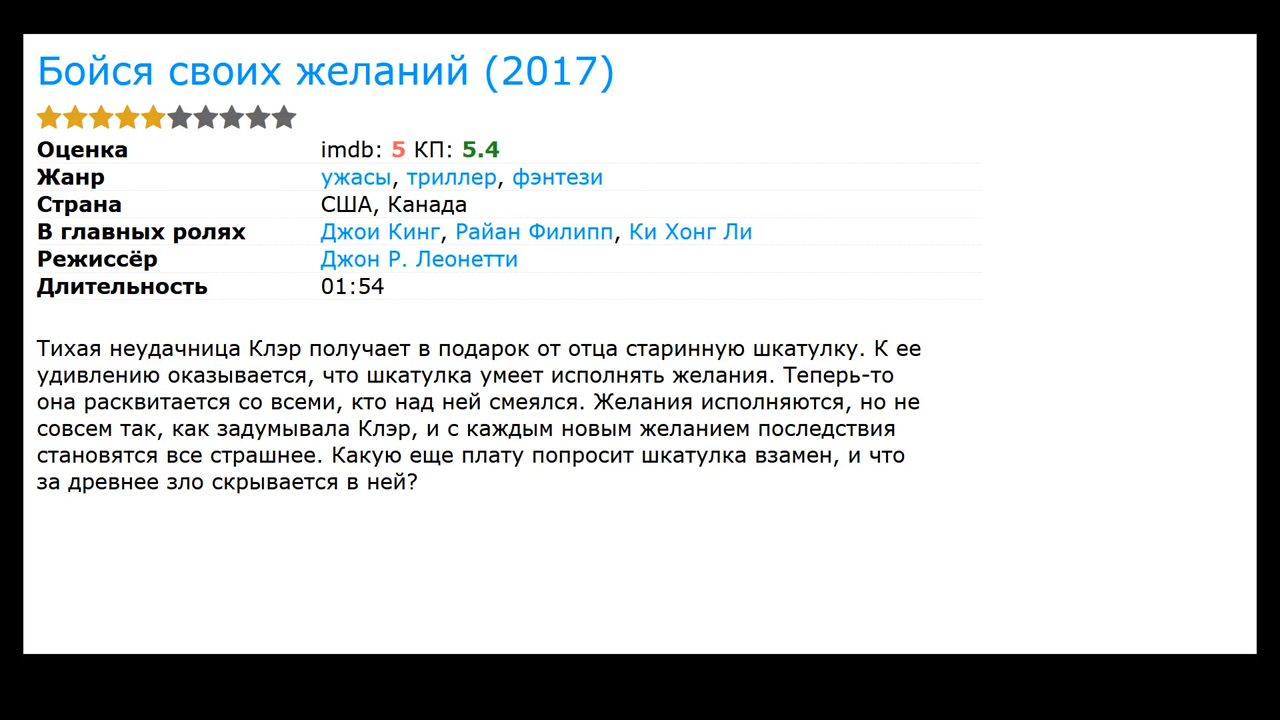 Бойся своих желаний (2017)
Оценка imdb: 5 КП: 5.4
Жанр ужасы, триллер, фэнтези
Страна США, Канада
В главных ролях Джои Кинг, Райан Филипп, Ки Хонг Ли
Режиссёр Джон Р. Леонетти
Длительность 01:54
Тихая неудачница Клэр получает в подарок от отца старинную шкатулку. К ее
удивлению оказывается, что шкатулка умеет исполнять желания. Теперь-то
она расквитается со всеми, кто над ней смеялся. Желания исполняются, но не
совсем так, как задумывала Клэр, и с каждым новым желанием последствия
становятся все страшнее. Какую еще плату попросит шкатулка взамен, и что
за древнее зло скрывается в ней?